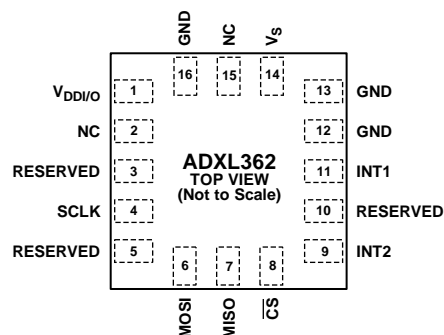 GND
NC
VS
16
15
14
VDDI/O
1
13
GND
NC
2
12
GND
RESERVED
3
ADXL362
TOP VIEW
(Not to Scale)
11
INT1
SCLK
4
10
RESERVED
RESERVED
5
9
INT2
6
7
8
MOSI
MISO
CS